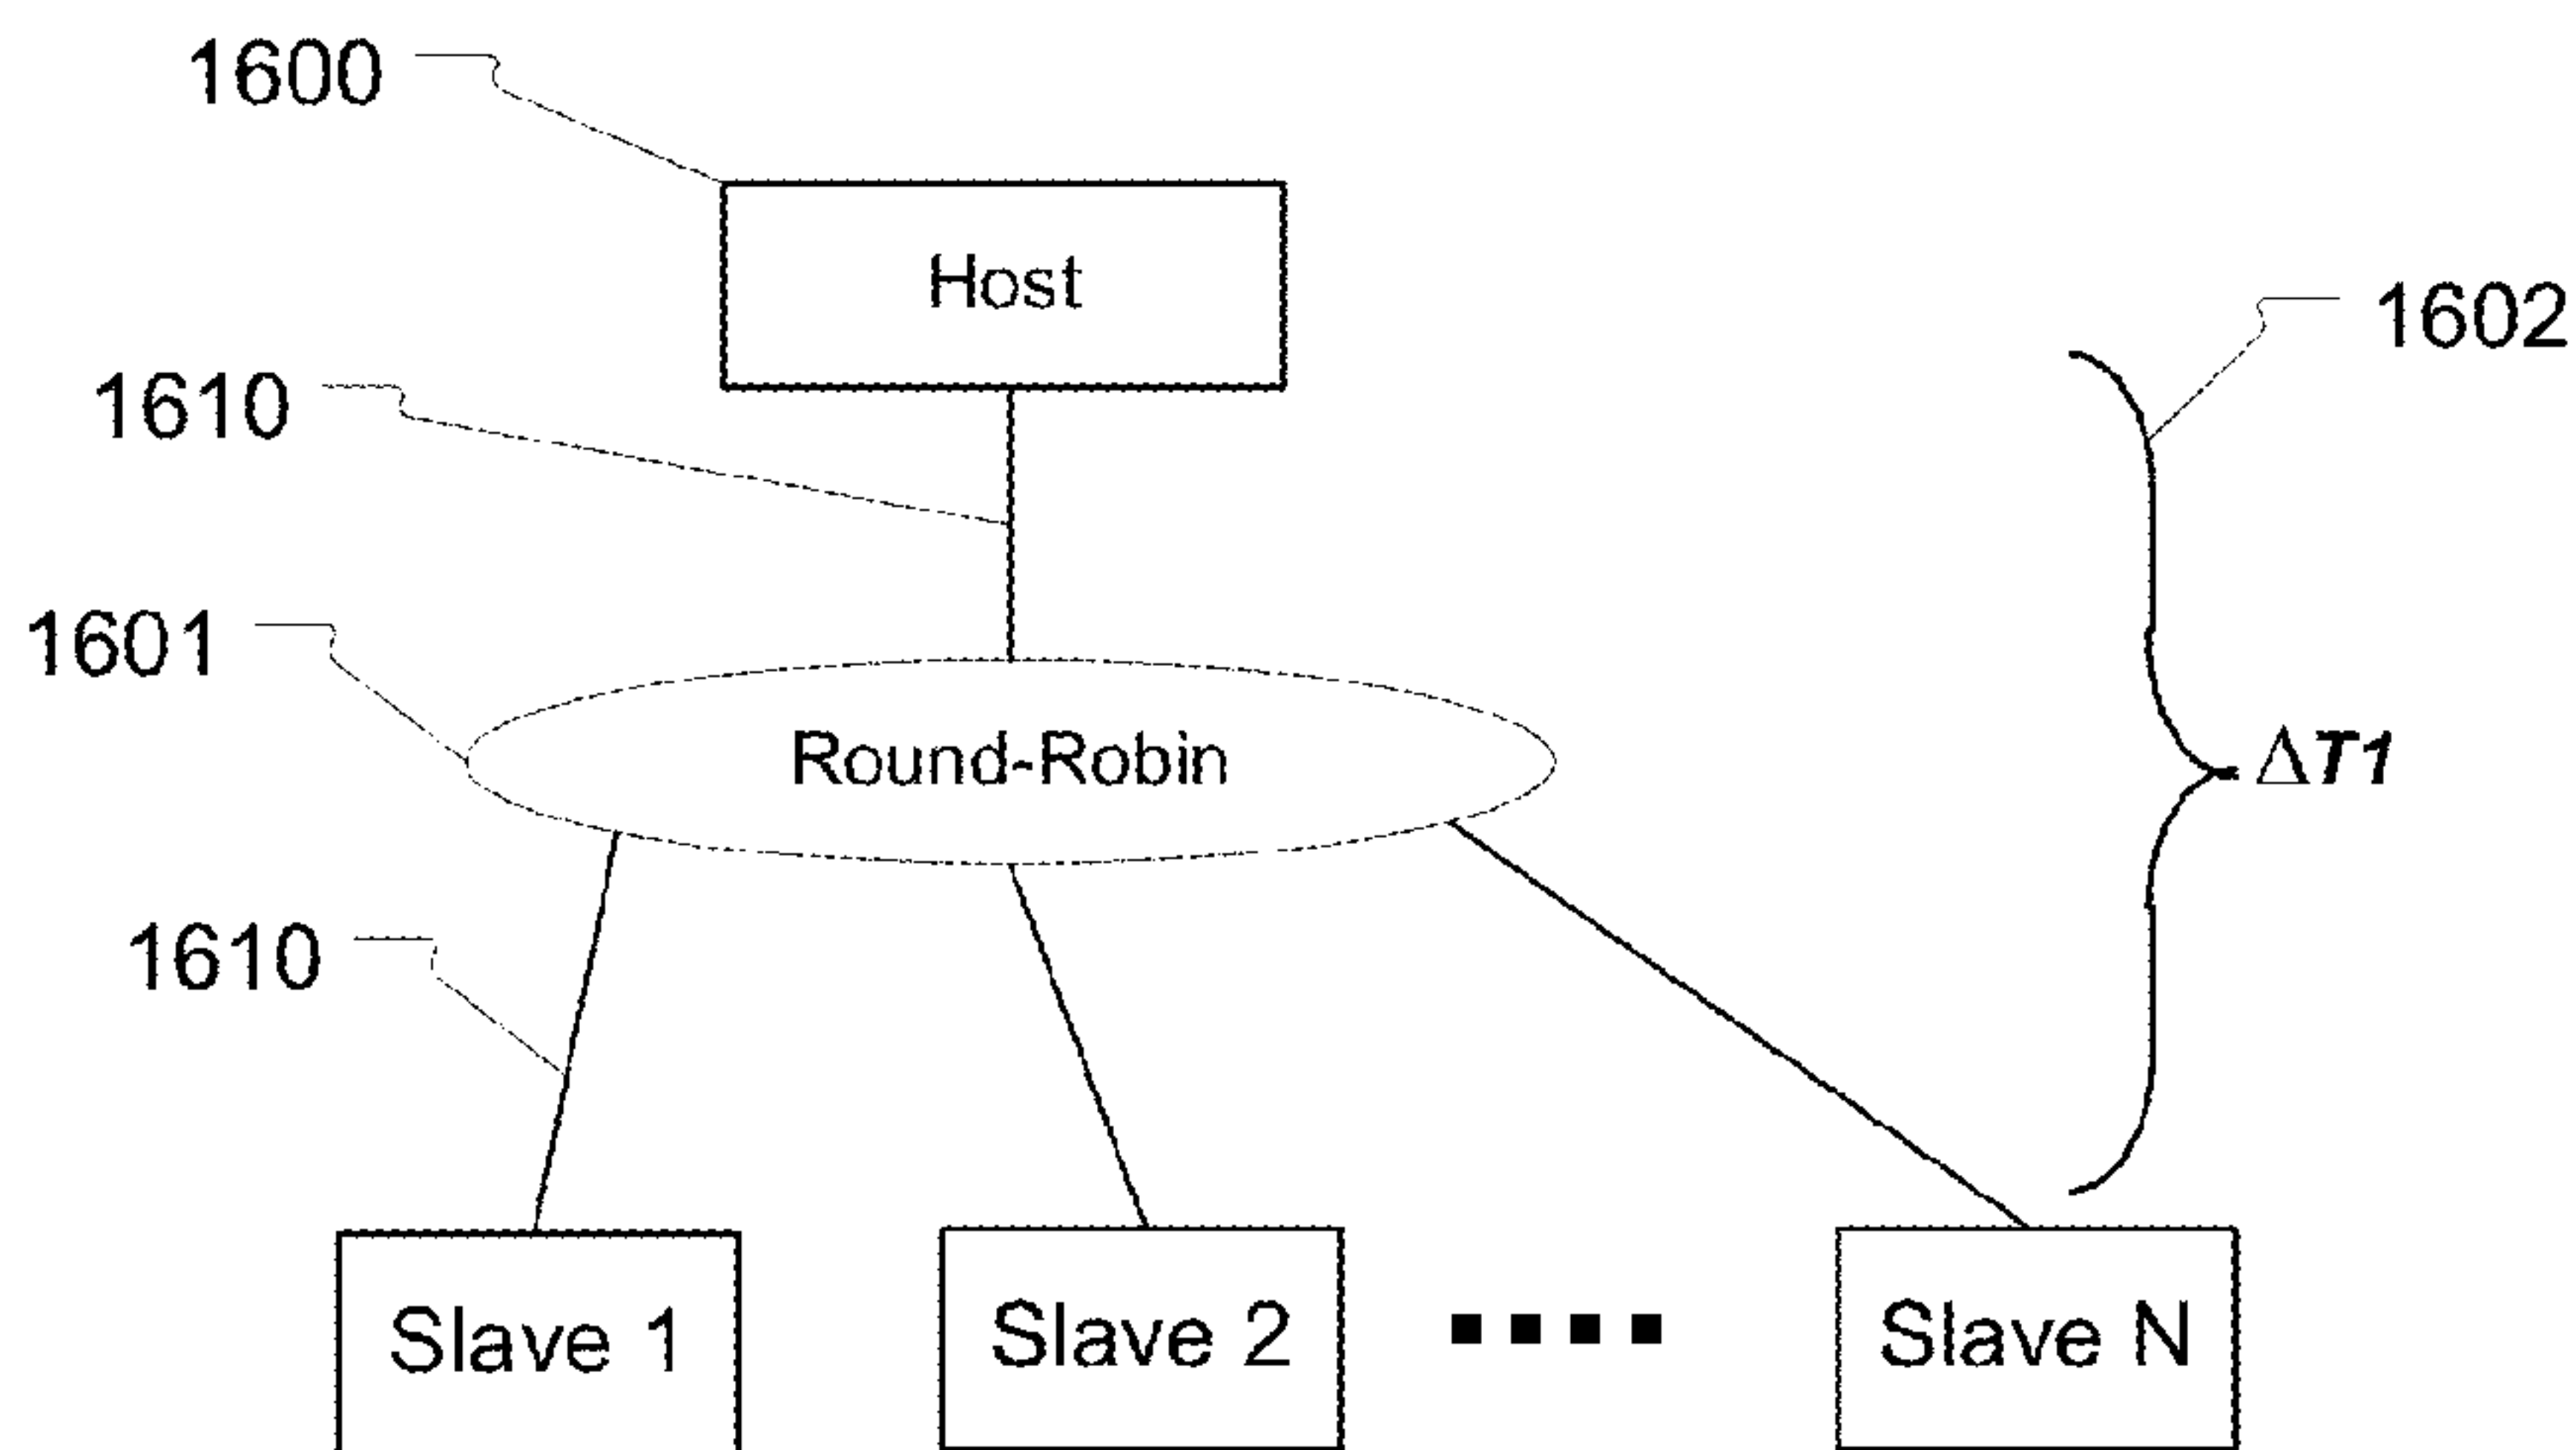 1600
Host
1602
1610
1601
Round-Robin
ΔT1
1610
Slave 1
Slave 2
Slave N